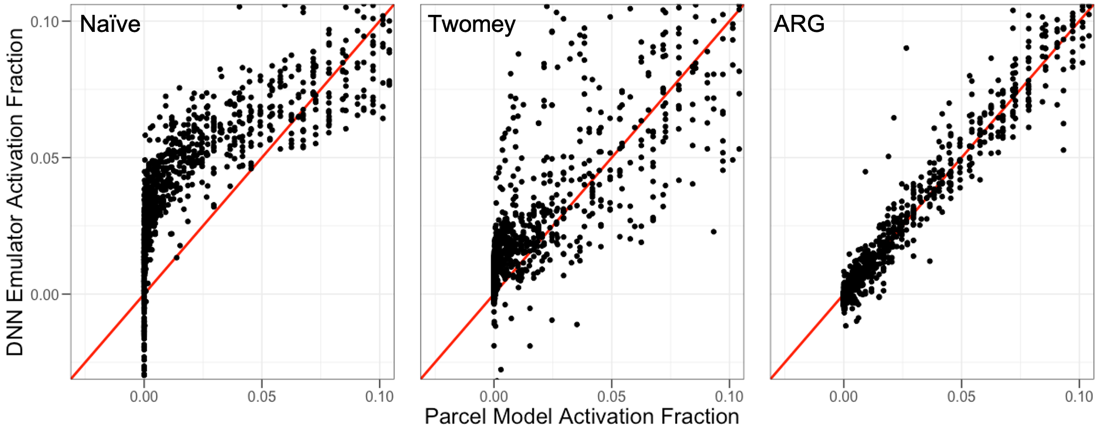 Naïve
Twomey
ARG
DNN Emulator Activation Fraction
0.10
0.05
0.00
0.00 0.05 0.10
0.00 0.05 0.10
0.00 0.05 0.10
Parcel Model Activation Fraction